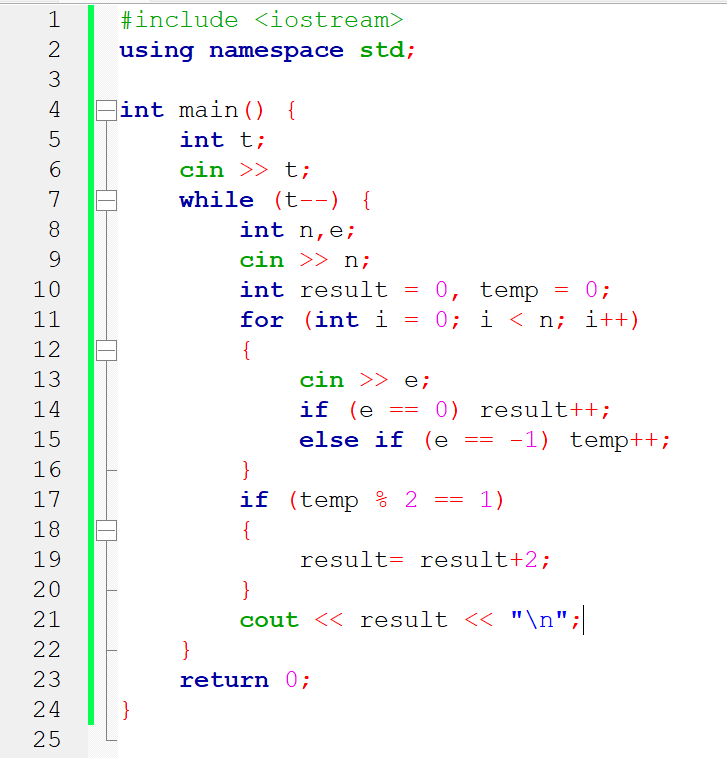 1 #include <iostream>
2 using namespace std;
3
4 int main() {
5     int t;
6     cin >> t;
7     while (t--) {
8         int n,e;
9         cin >> n;
10         int result = 0, temp = 0;
11         for (int i = 0; i < n; i++)
12         {
13             cin >> e;
14             if (e == 0) result++;
15             else if (e == -1) temp++;
16         }
17         if (temp % 2 == 1)
18         {
19             result= result+2;
20         }
21         cout << result << "\n";
22     }
23     return 0;
24 }
25